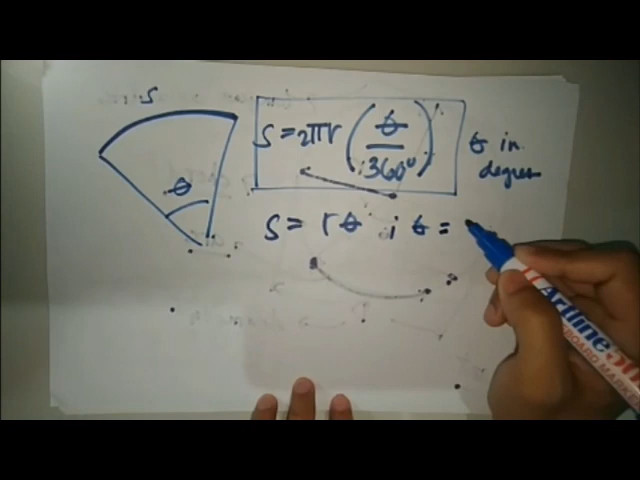 S
θ
S = 2πr (θ/360°) θ in degrees
S = rθ ; θ =
Artline